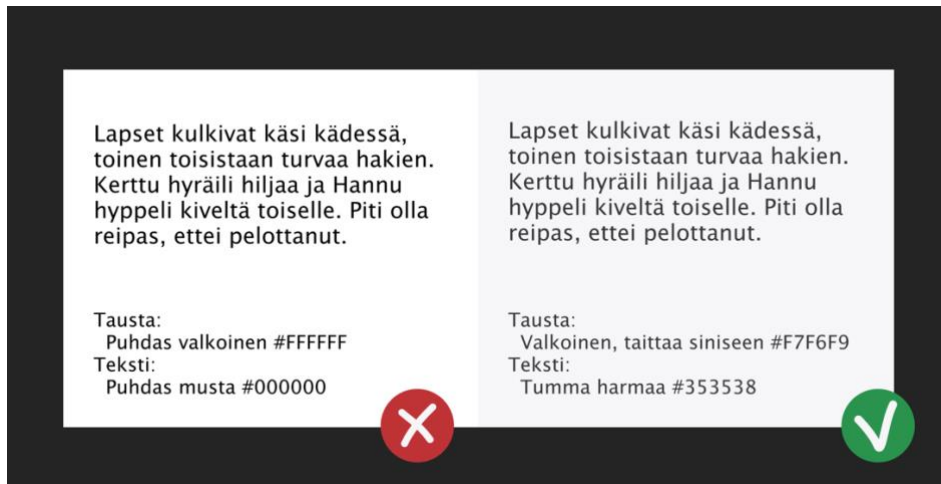 Lapset kulkivat käsi kädessä,
toinen toisistaan turvaa hakien.
Kerttu hyräili hiljaa ja Hannu
hyppeli kiveltä toiselle. Piti olla
reipas, ettei pelottanut.
Tausta:
Puhdas valkoinen #FFFFFF
Teksti:
Puhdas musta #000000
Lapset kulkivat käsi kädessä,
toinen toisistaan turvaa hakien.
Kerttu hyräili hiljaa ja Hannu
hyppeli kiveltä toiselle. Piti olla
reipas, ettei pelottanut.
Tausta:
Valkoinen, taittaa siniseen #F7F6F9
Teksti:
Tumma harmaa #353538